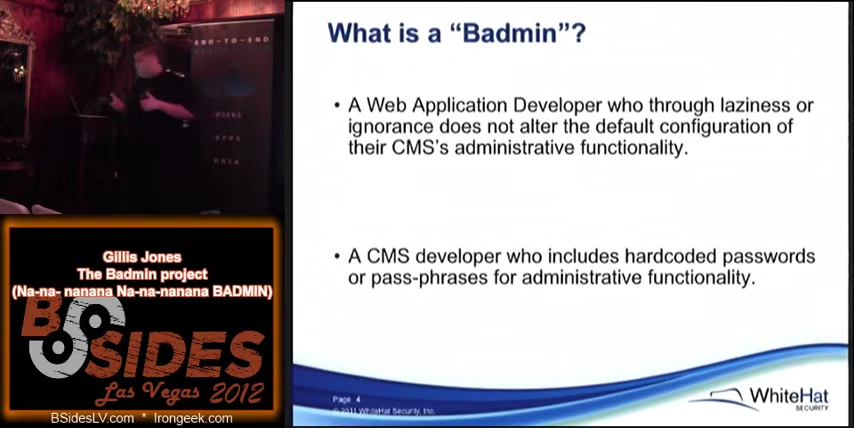 END-TO-END
USERS
APPS
DATA
Gillis Jones
The Badmin project
(Na-na- nanana Na-na-nanana BADMIN)
BSIDES
Las Vegas 2012
BSidesLV.com * Irongeek.com
What is a “Badmin”?
• A Web Application Developer who through laziness or
ignorance does not alter the default configuration of
their CMS's administrative functionality.
• A CMS developer who includes hardcoded passwords
or pass-phrases for administrative functionality.
Page 4
© 2011 WhiteHat Security, Inc.
WhiteHat
SECURITY